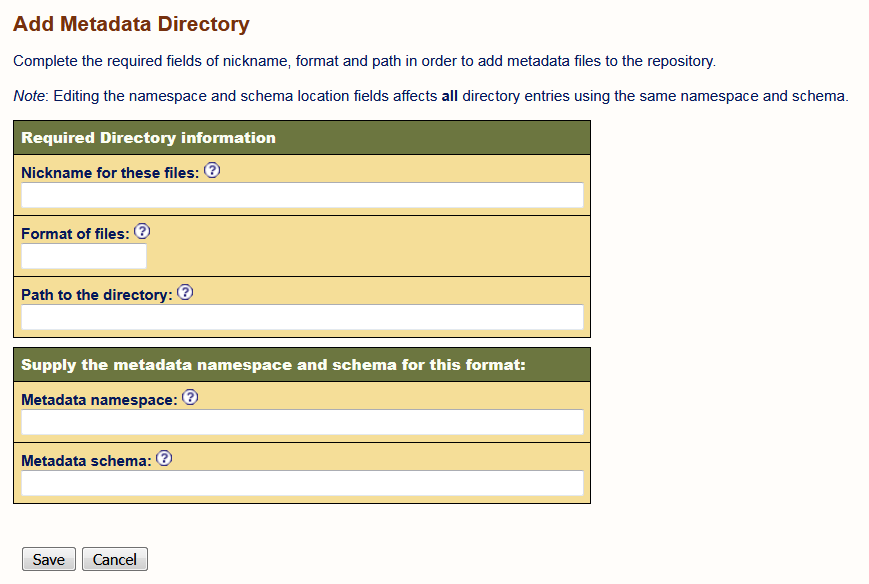 Add Metadata Directory
Complete the required fields of nickname, format and path in order to add metadata files to the repository.
Note: Editing the namespace and schema location fields affects all directory entries using the same namespace and schema.
Required Directory information
Nickname for these files: ?
Format of files: ?
Path to the directory: ?
Supply the metadata namespace and schema for this format:
Metadata namespace: ?
Metadata schema: ?
Save Cancel